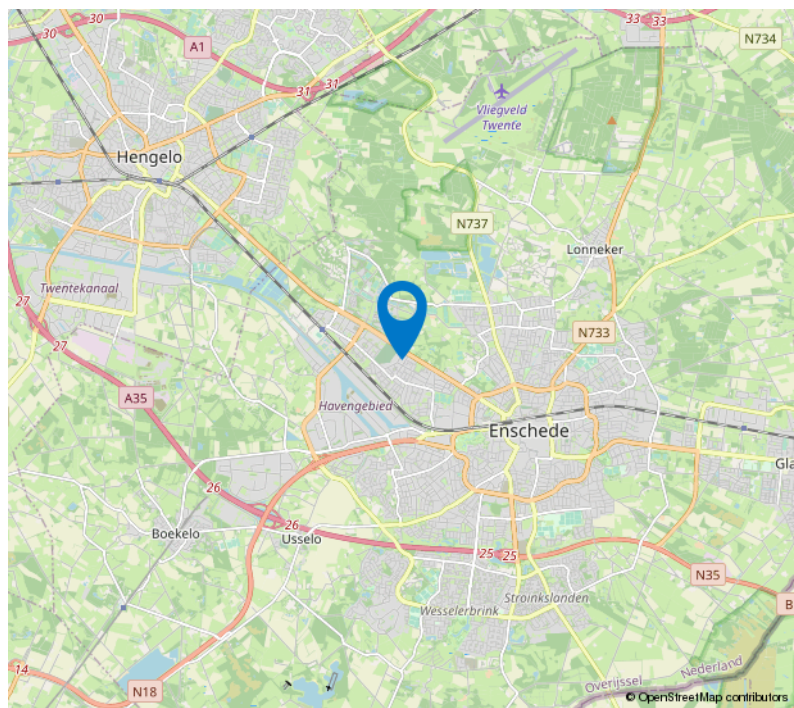 30
30
33
33
A1
N734
31
31
Vliegveld
Twente
Hengelo
N737
Lonneker
Twentekanaal
27
27
N733
A35
Havengebied
Enschede
Gla
26
26
Boekelo
Usselo
25
25
N35
Stroinkslanden
Wesselerbrink
B
14
N18
Nederland
Overijssel
© OpenStreetMap contributors